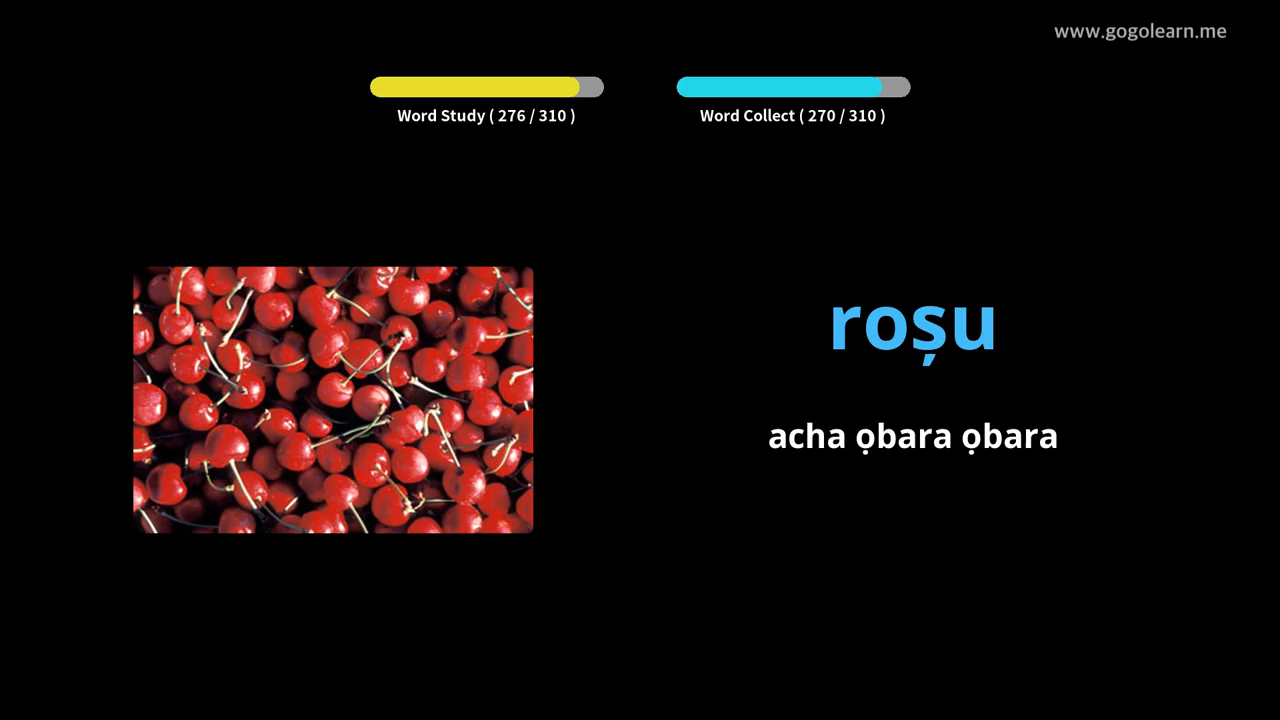 www.gogolearn.me
Word Study ( 276 / 310 )
Word Collect ( 270 / 310 )
roșu
acha ọbara ọbara